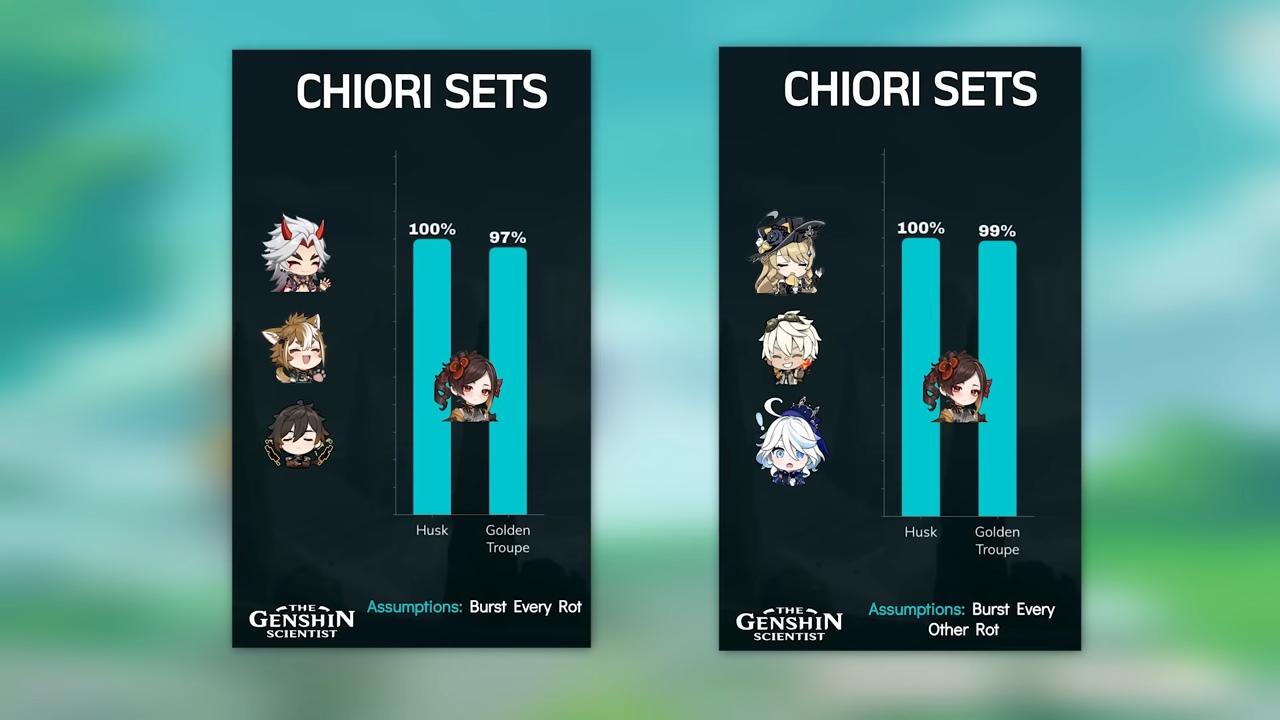 CHIORI SETS
100%
97%
Husk
Golden
Troupe
Assumptions: Burst Every Rot
THE
GENSHIN
SCIENTIST
CHIORI SETS
100%
99%
Husk
Golden
Troupe
Assumptions: Burst Every
Other Rot
THE
GENSHIN
SCIENTIST